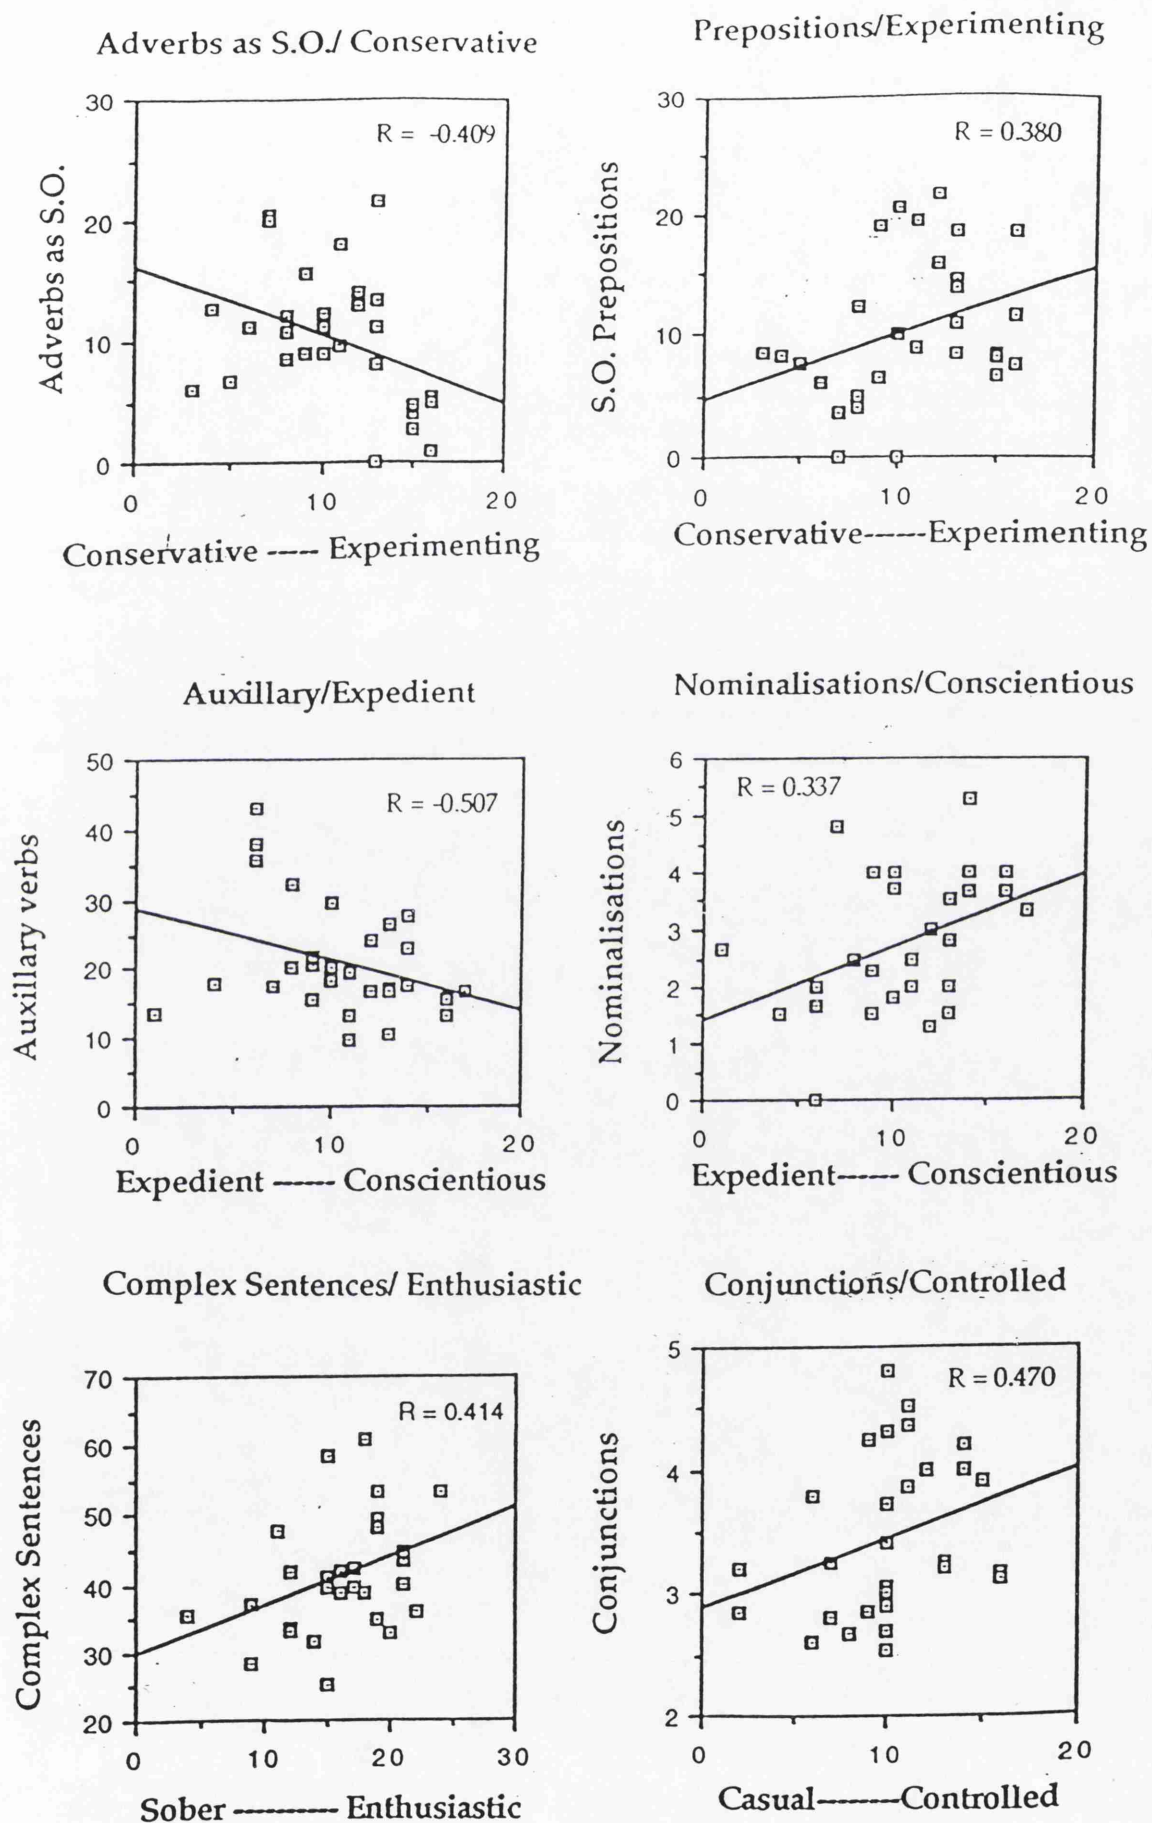 Adverbs as S.O./ Conservative
R = -0.409
Adverbs as S.O.
30
20
10
0
0 10 20
Conservative ----- Experimenting
Prepositions/Experimenting
R = 0.380
S.O. Prepositions
30
20
10
0
0 10 20
Conservative------Experimenting
Auxillary/Expedient
R = -0.507
Auxillary verbs
50
40
30
20
10
0
0 10 20
Expedient ------ Conscientious
Nominalisations/Conscientious
R = 0.337
Nominalisations
6
5
4
3
2
1
0
0 10 20
Expedient------ Conscientious
Complex Sentences/ Enthusiastic
R = 0.414
Complex Sentences
70
60
50
40
30
20
0 10 20 30
Sober ---------- Enthusiastic
Conjunctions/Controlled
R = 0.470
Conjunctions
5
4
3
2
0 10 20
Casual--------Controlled